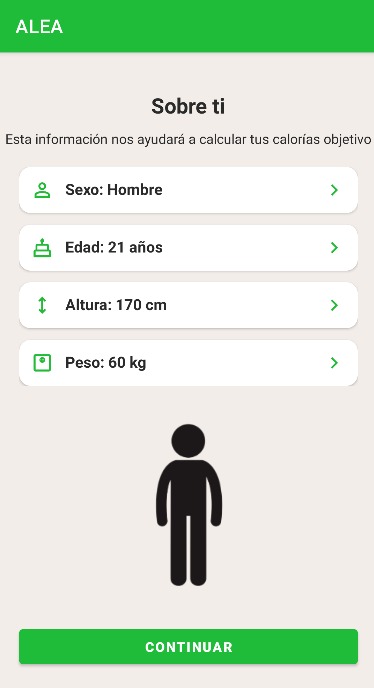 ALEA
Sobre ti
Esta información nos ayudará a calcular tus calorías objetivo
Sexo: Hombre
Edad: 21 años
Altura: 170 cm
Peso: 60 kg
CONTINUAR